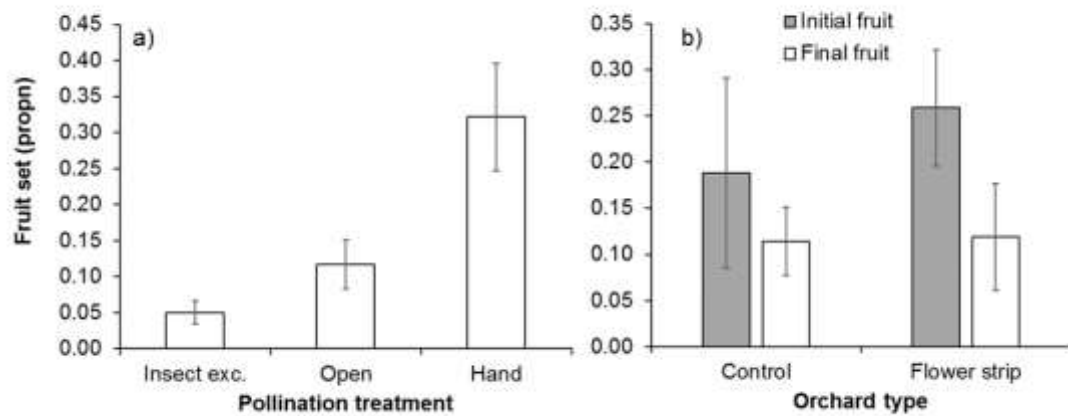 Fruit set (propn)
a)
0.45
0.40
0.35
0.30
0.25
0.20
0.15
0.10
0.05
0.00
Insect exc. Open Hand
Pollination treatment
b)
Initial fruit
Final fruit
0.35
0.30
0.25
0.20
0.15
0.10
0.05
0.00
Control Flower strip
Orchard type